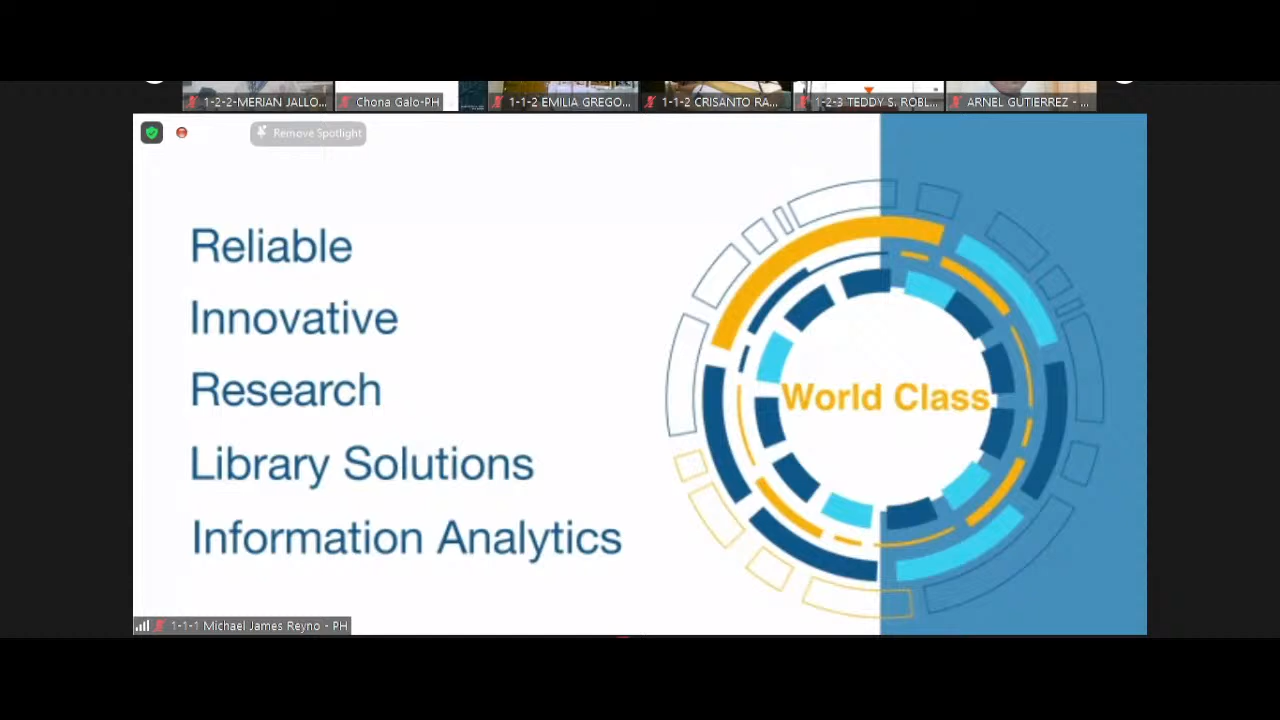 1-2-2-MERIAN JALLO...
Chona Galo-PH
1-1-2 EMILIA GREGO...
1-1-2 CRISANTO RA...
1-2-3 TEDDY S. ROBL...
ARNEL GUTIERREZ - ...
Remove Spotlight
Reliable
Innovative
Research
Library Solutions
Information Analytics
World Class
1-1-1 Michael James Reyno - PH